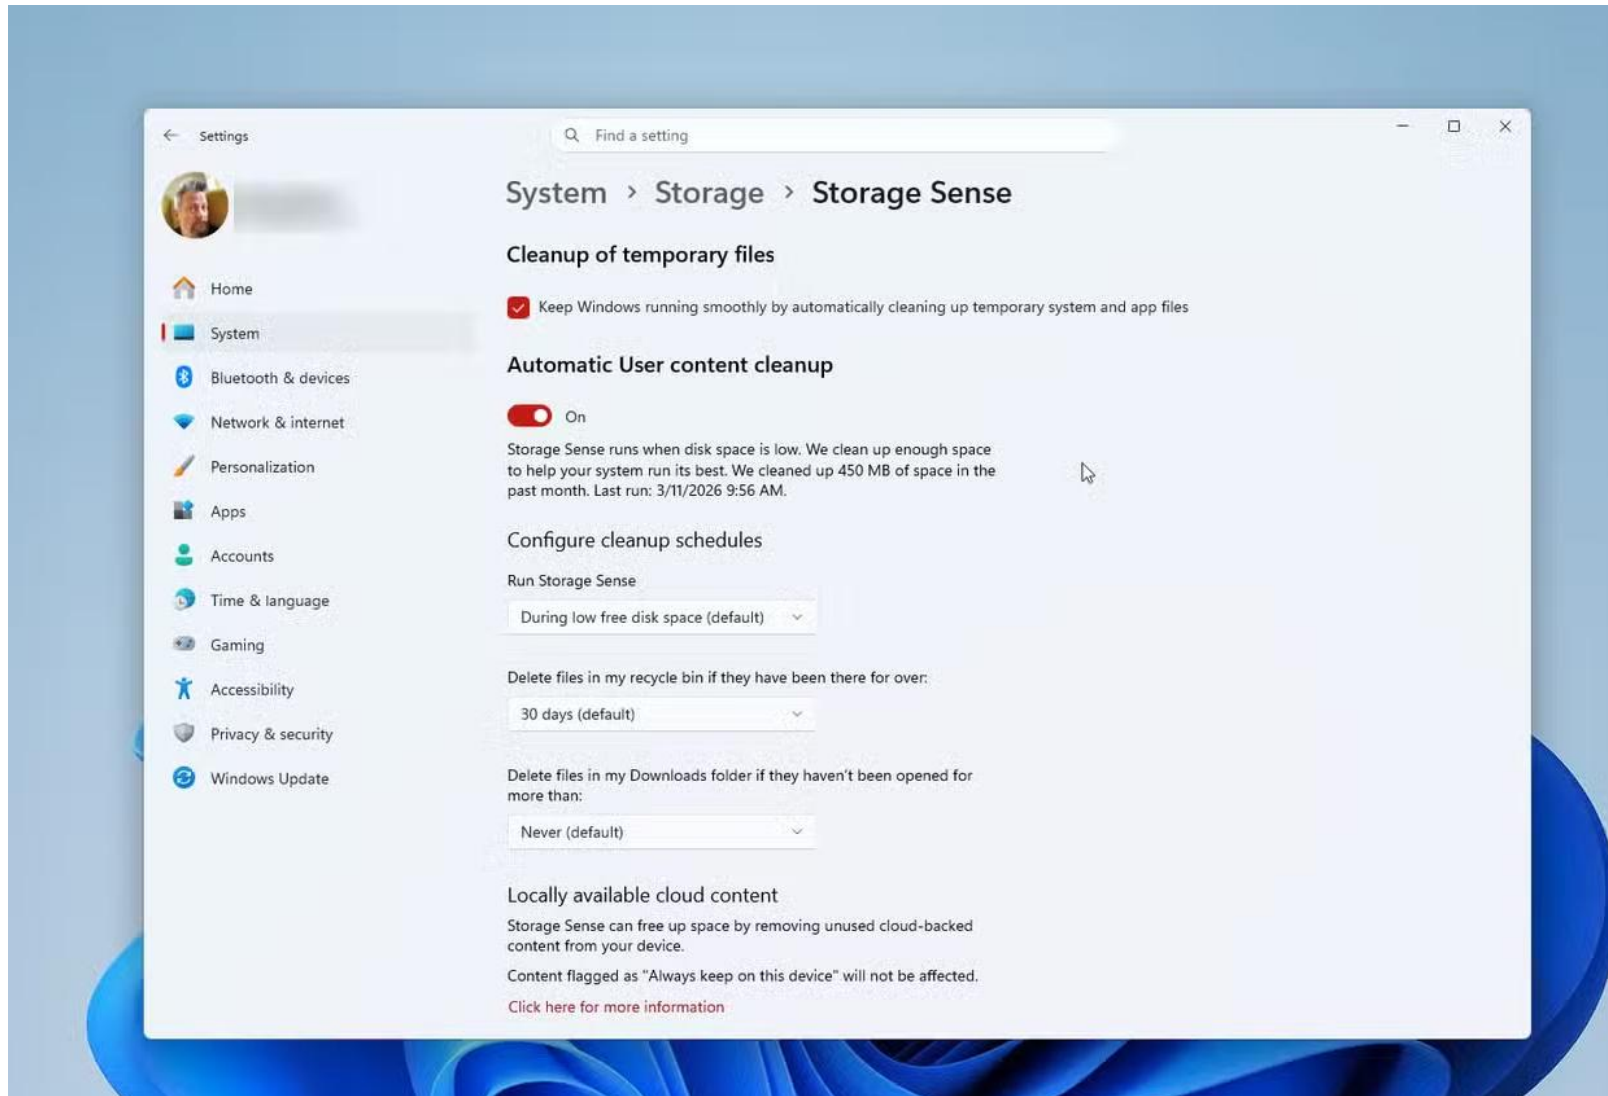 Settings
Find a setting
System > Storage > Storage Sense
Home
System
Bluetooth & devices
Network & internet
Personalization
Apps
Accounts
Time & language
Gaming
Accessibility
Privacy & security
Windows Update
Cleanup of temporary files
Keep Windows running smoothly by automatically cleaning up temporary system and app files
Automatic User content cleanup
On
Storage Sense runs when disk space is low. We clean up enough space
to help your system run its best. We cleaned up 450 MB of space in the
past month. Last run: 3/11/2026 9:56 AM.
Configure cleanup schedules
Run Storage Sense
During low free disk space (default)
Delete files in my recycle bin if they have been there for over:
30 days (default)
Delete files in my Downloads folder if they haven't been opened for
more than:
Never (default)
Locally available cloud content
Storage Sense can free up space by removing unused cloud-backed
content from your device.
Content flagged as "Always keep on this device" will not be affected.
Click here for more information